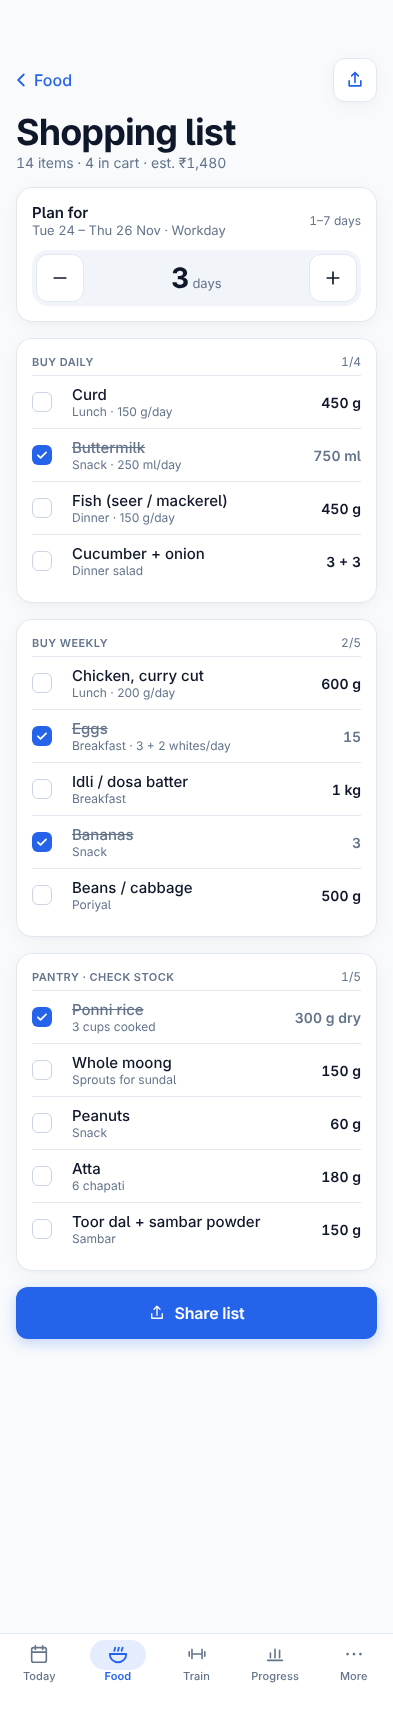 Food
Shopping list
14 items · 4 in cart · est. ₹1,480
Plan for
Tue 24 – Thu 26 Nov · Workday
1–7 days
3 days
BUY DAILY 1/4
Curd
Lunch · 150 g/day
450 g
Buttermilk
Snack · 250 ml/day
750 ml
Fish (seer / mackerel)
Dinner · 150 g/day
450 g
Cucumber + onion
Dinner salad
3 + 3
BUY WEEKLY 2/5
Chicken, curry cut
Lunch · 200 g/day
600 g
Eggs
Breakfast · 3 + 2 whites/day
15
Idli / dosa batter
Breakfast
1 kg
Bananas
Snack
3
Beans / cabbage
Poriyal
500 g
PANTRY · CHECK STOCK 1/5
Ponni rice
3 cups cooked
300 g dry
Whole moong
Sprouts for sundal
150 g
Peanuts
Snack
60 g
Atta
6 chapati
180 g
Toor dal + sambar powder
Sambar
150 g
Share list
Today Food Train Progress More